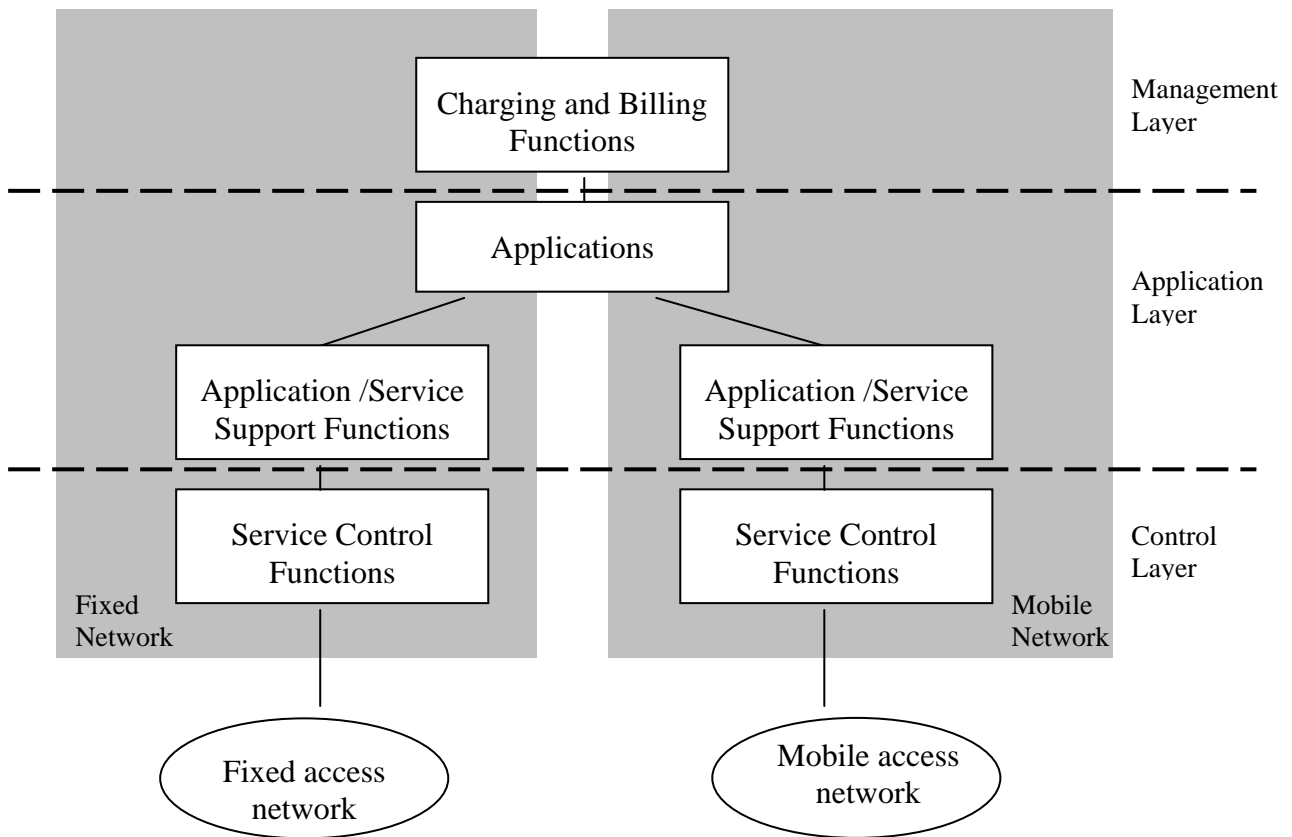 Charging and Billing
Functions
Management
Layer
Applications
Application
Layer
Application /Service
Support Functions
Application /Service
Support Functions
Service Control
Functions
Service Control
Functions
Control
Layer
Fixed
Network
Mobile
Network
Fixed access
network
Mobile access
network